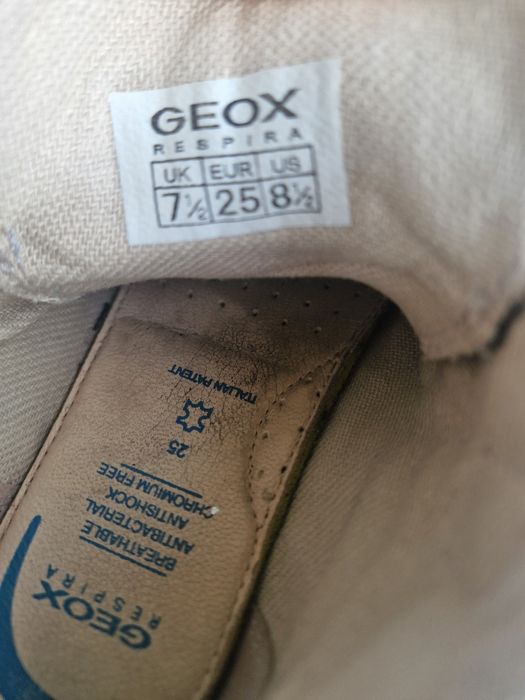 GEOX
RESPIRA
UK EUR US
7½ 25 8½
GEOX
RESPIRA
BREATHABLE
ANTIBACTERIAL
ANTISHOCK
CHROMIUM FREE
25
ITALIAN PATENT